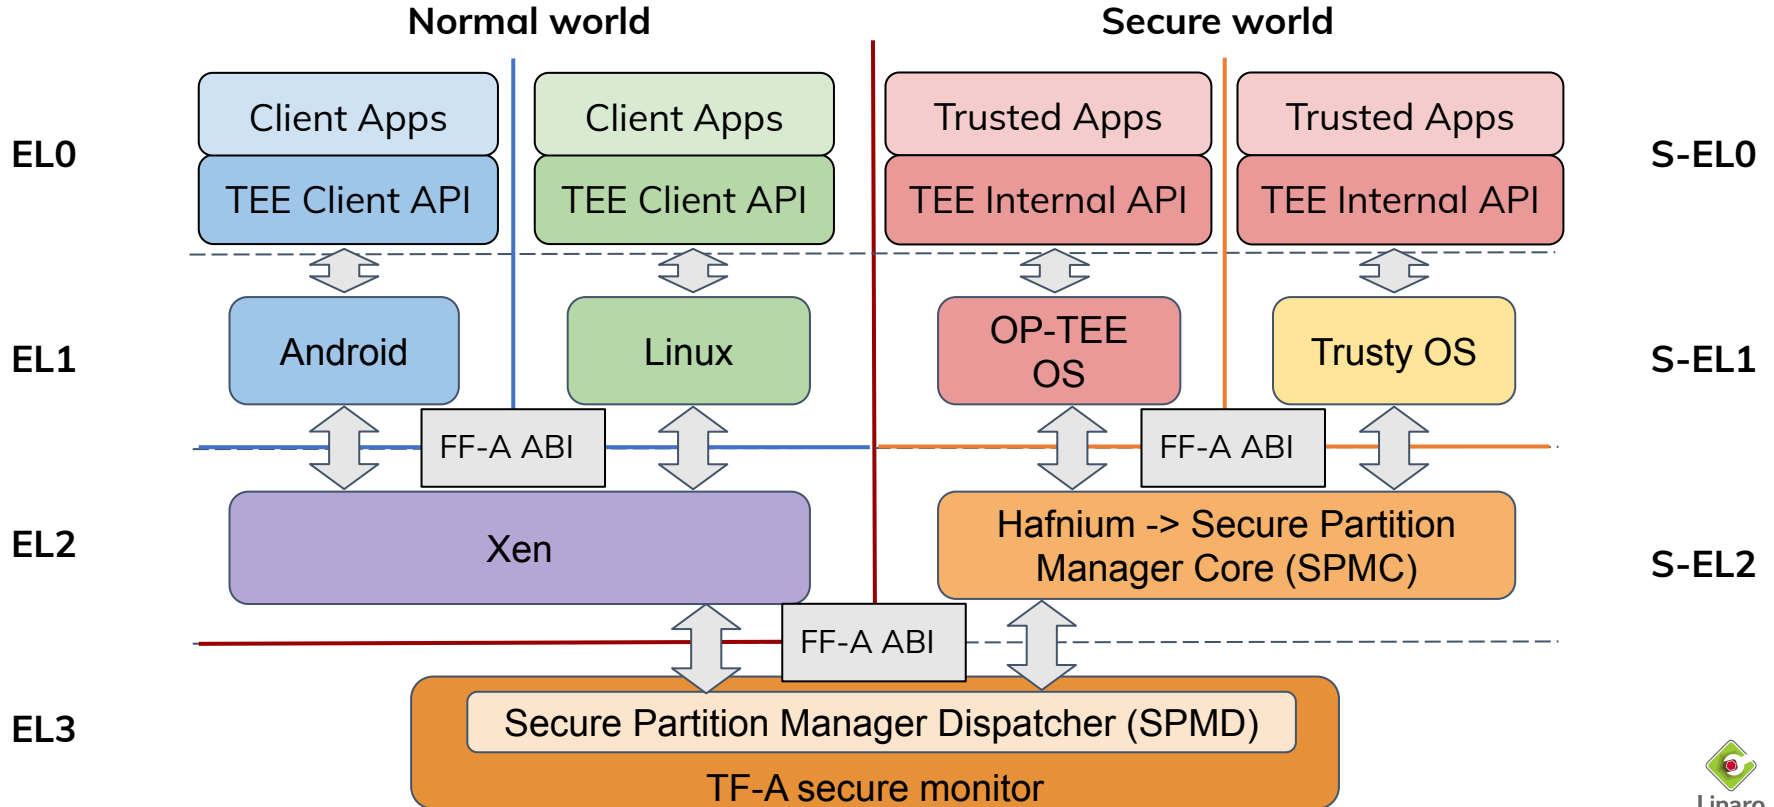 Normal world
Secure world
Client Apps
Client Apps
Trusted Apps
Trusted Apps
EL0
S-EL0
TEE Client API
TEE Client API
TEE Internal API
TEE Internal API
Android
Linux
OP-TEE
OS
Trusty OS
EL1
S-EL1
FF-A ABI
FF-A ABI
Xen
Hafnium -> Secure Partition
Manager Core (SPMC)
EL2
S-EL2
FF-A ABI
EL3
Secure Partition Manager Dispatcher (SPMD)
TF-A secure monitor
Linaro